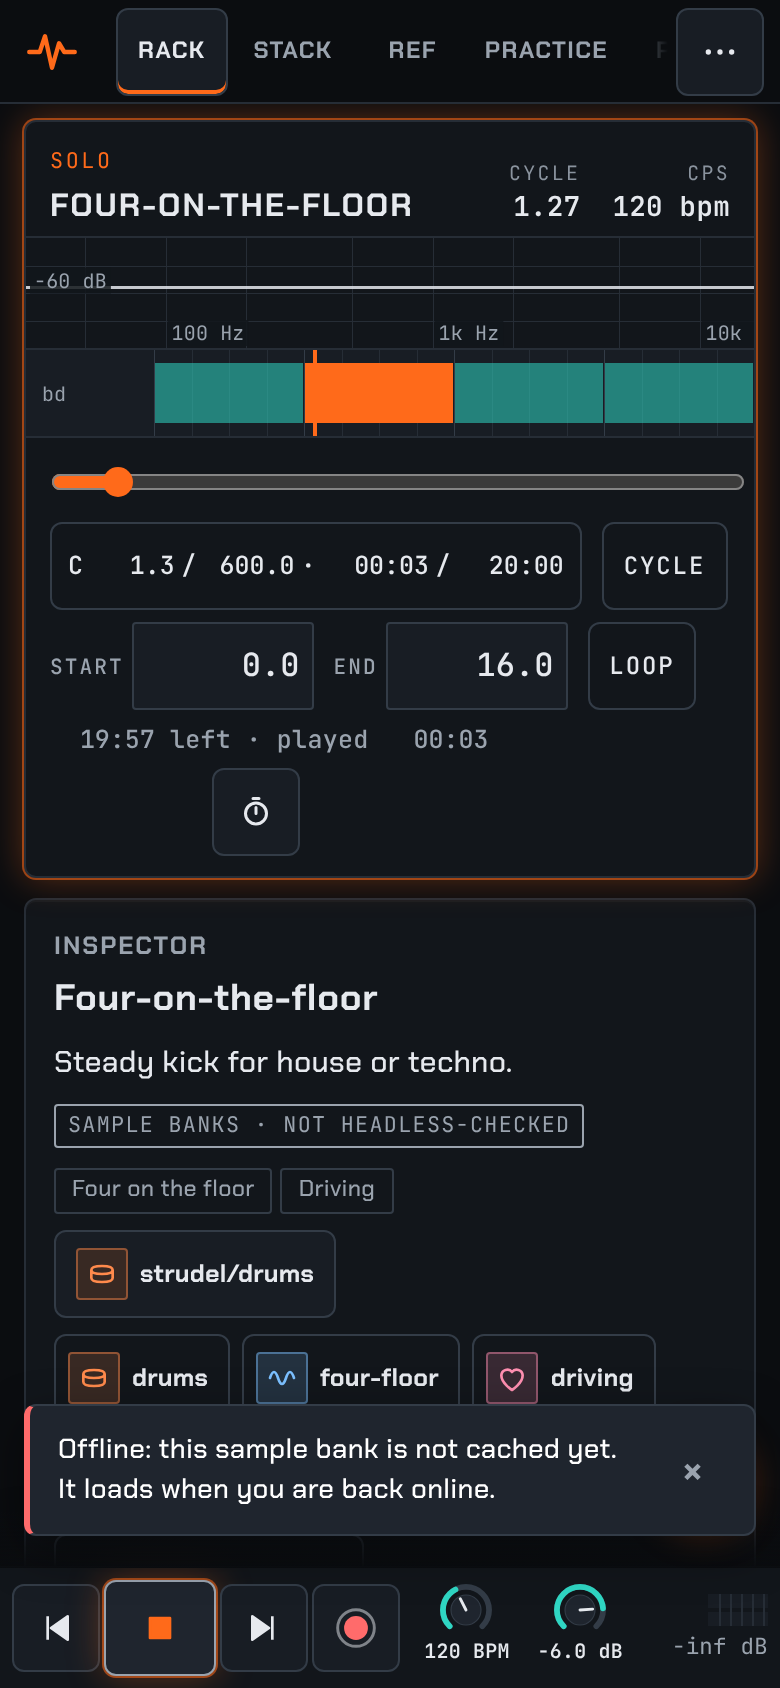 RACK STACK REF PRACTICE ...
SOLO
FOUR-ON-THE-FLOOR
CYCLE CPS
1.27 120 bpm
-60 dB
100 Hz 1k Hz 10k
bd
C 1.3 / 600.0 · 00:03 / 20:00 CYCLE
START 0.0 END 16.0 LOOP
19:57 left · played 00:03
INSPECTOR
Four-on-the-floor
Steady kick for house or techno.
SAMPLE BANKS · NOT HEADLESS-CHECKED
Four on the floor Driving
strudel/drums
drums four-floor driving
Offline: this sample bank is not cached yet.
It loads when you are back online.
×
120 BPM -6.0 dB -inf dB